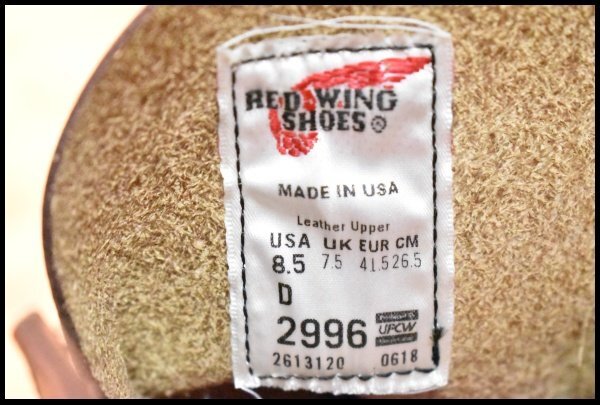 RED WING
SHOES®
MADE IN USA
Leather Upper
USA UK EUR CM
8.5 7.5 41.5 26.5
D
2996 UFCW
2613120 0618